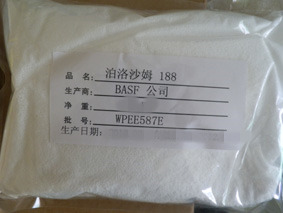 品 名： 泊洛沙姆 188
生产商： BASF 公司
净 重：
批 号： WPEE587E
生产日期：